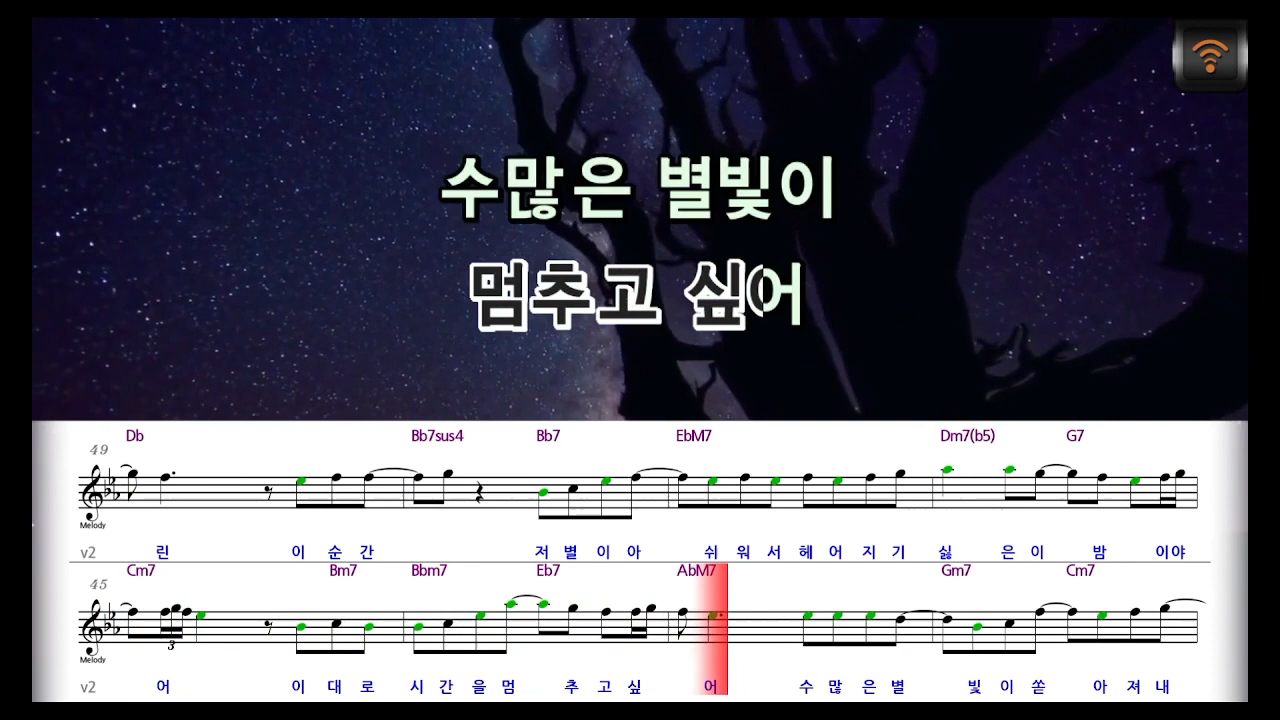 수많은 별빛이
멈추고 싶어
Db Bb7sus4 Bb7 EbM7 Dm7(b5) G7
49
Melody
v2 린 이 순 간 저 별 이 아 쉬 워 서 헤 어 지 기 싫 은 이 밤 이야
Cm7 Bm7 Bbm7 Eb7 AbM7 Gm7 Cm7
45
3
Melody
v2 어 이 대 로 시 간 을 멈 추 고 싶 어 수 많 은 별 빛 이 쏟 아 져 내